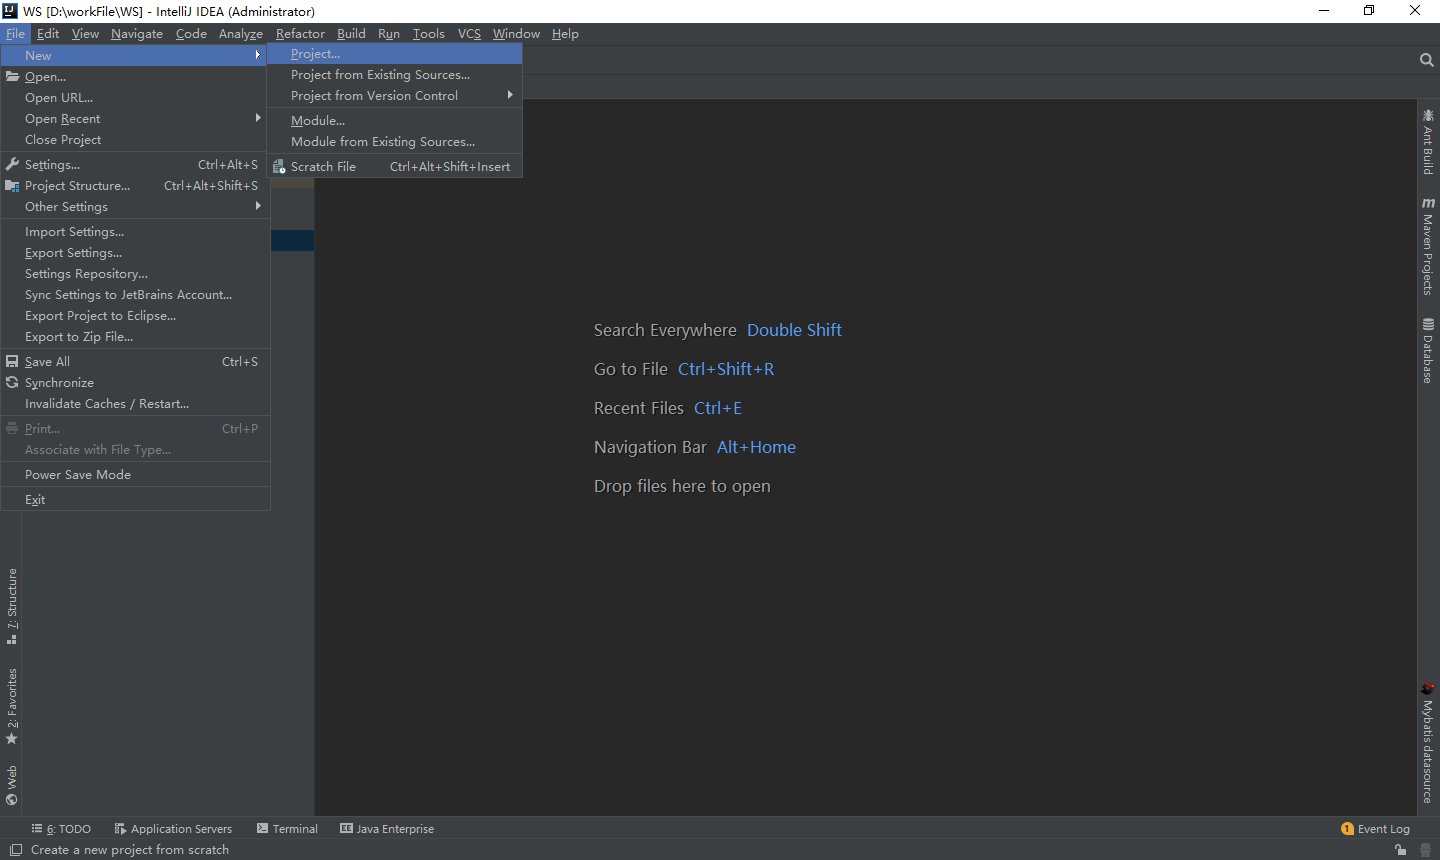 WS [D:\workFile\WS] - IntelliJ IDEA (Administrator)
File Edit View Navigate Code Analyze Refactor Build Run Tools VCS Window Help
New
Open...
Open URL...
Open Recent
Close Project
Settings... Ctrl+Alt+S
Project Structure... Ctrl+Alt+Shift+S
Other Settings
Import Settings...
Export Settings...
Settings Repository...
Sync Settings to JetBrains Account...
Export Project to Eclipse...
Export to Zip File...
Save All Ctrl+S
Synchronize
Invalidate Caches / Restart...
Print... Ctrl+P
Associate with File Type...
Power Save Mode
Exit
Project...
Project from Existing Sources...
Project from Version Control
Module...
Module from Existing Sources...
Scratch File Ctrl+Alt+Shift+Insert
Search Everywhere Double Shift
Go to File Ctrl+Shift+R
Recent Files Ctrl+E
Navigation Bar Alt+Home
Drop files here to open
Ant Build
Maven Projects
Database
Mybatis datasource
7: Structure
2: Favorites
Web
6: TODO Application Servers Terminal Java Enterprise 1 Event Log
Create a new project from scratch